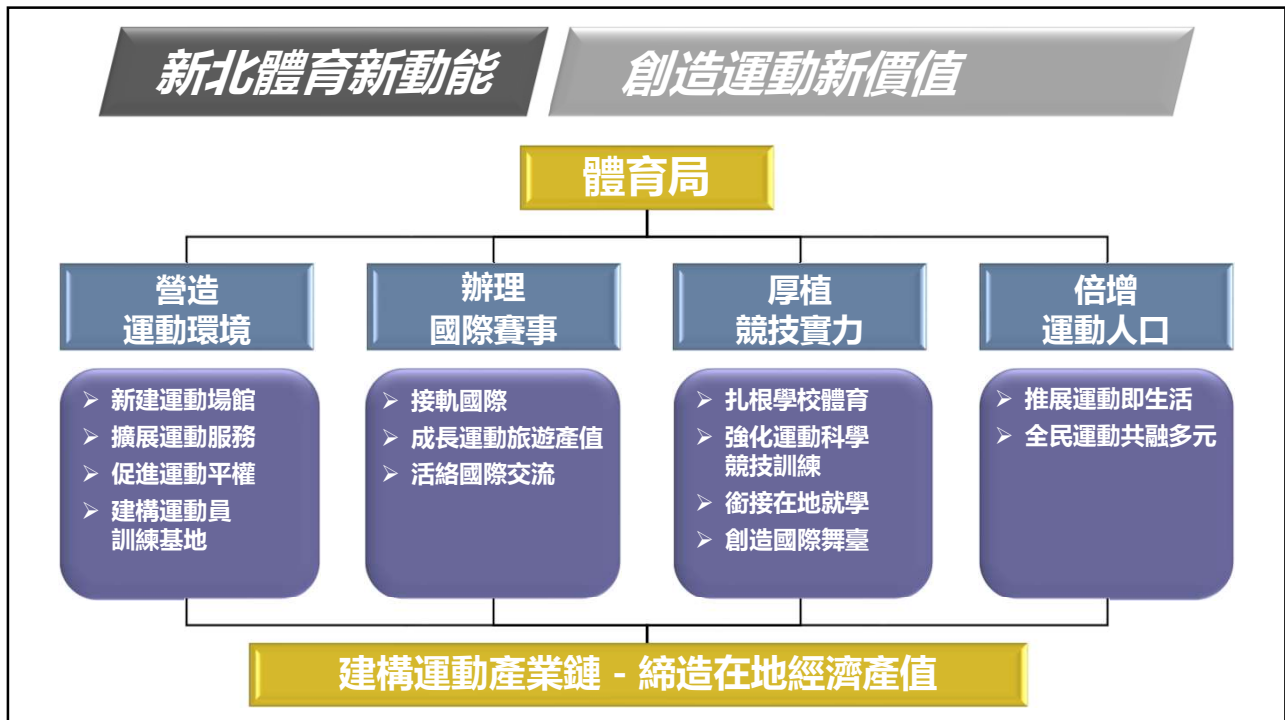 新北體育新動能
創造運動新價值
體育局
營造
運動環境
新建運動場館
擴展運動服務
促進運動平權
建構運動員
訓練基地
辦理
國際賽事
接軌國際
成長運動旅遊產值
活絡國際交流
厚植
競技實力
扎根學校體育
強化運動科學
競技訓練
銜接在地就學
創造國際舞臺
倍增
運動人口
推展運動即生活
全民運動共融多元
建構運動產業鏈 - 締造在地經濟產值